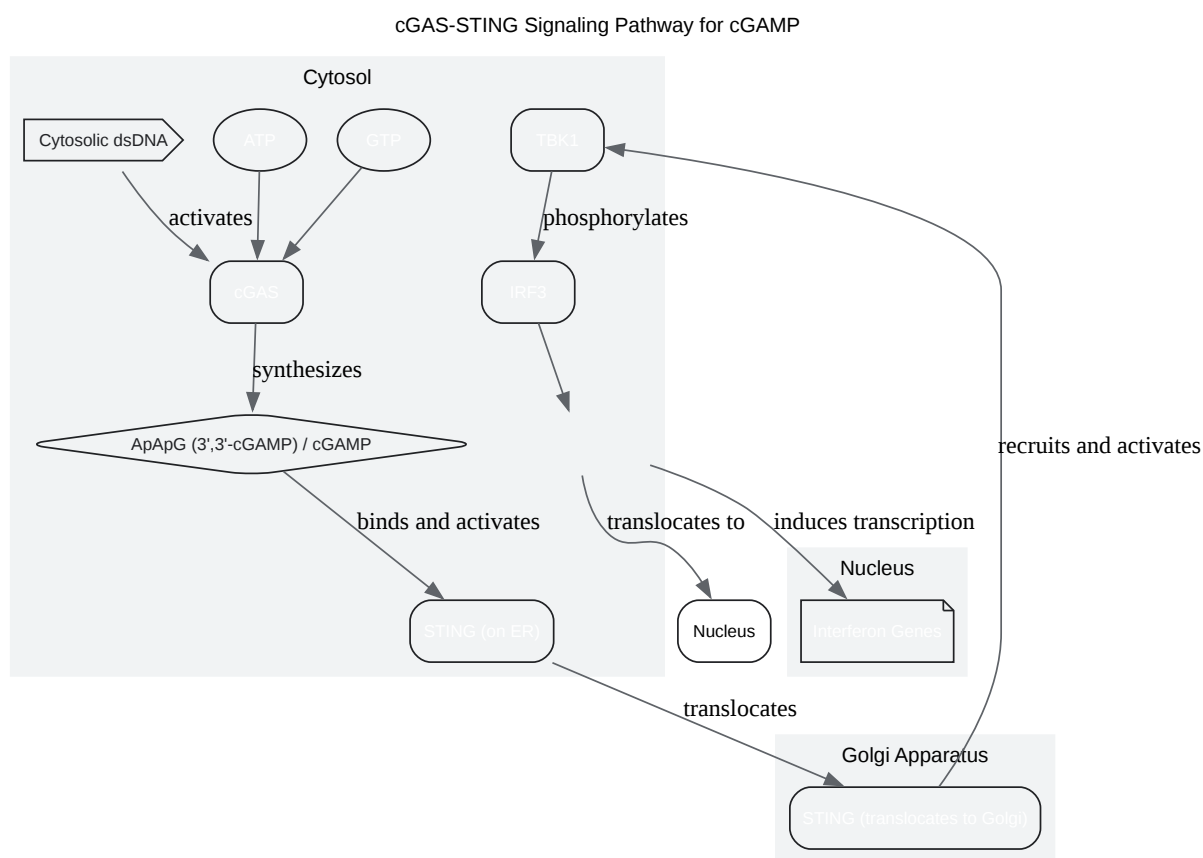 cGAS-STING Signaling Pathway for cGAMP
Cytosol
Cytosolic dsDNA
ATP
GTP
TBK1
activates
phosphorylates
cGAS
IRF3
synthesizes
ApApG (3',3'-cGAMP) / cGAMP
recruits and activates
binds and activates
translocates to
induces transcription
Nucleus
STING (on ER)
Nucleus
Interferon Genes
translocates
Golgi Apparatus
STING (translocates to Golgi)